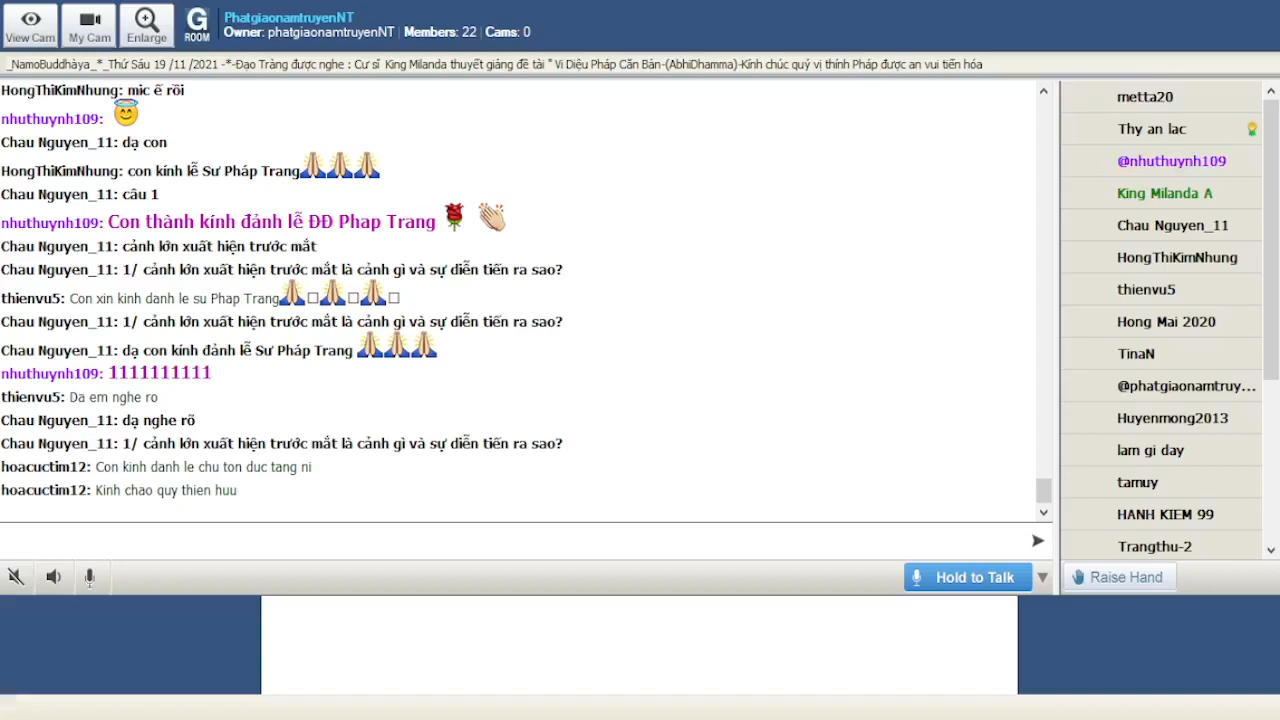 View Cam
My Cam
Enlarge
G
ROOM
PhatgiaonamtruyenNT
Owner: phatgiaonamtruyenNT | Members: 22 | Cams: 0
_NamoBuddhàya_*_Thứ Sáu 19 /11 /2021 -*-Đạo Tràng được nghe : Cư sĩ King Milanda thuyết giảng đề tài " Vi Diệu Pháp Căn Bản-(AbhiDhamma)-Kính chúc quý vị thính Pháp được an vui tiến hóa
HongThiKimNhung: mic ế rồi
nhuthuynh109:
Chau Nguyen_11: dạ con
HongThiKimNhung: con kính lễ Sư Pháp Trang
Chau Nguyen_11: câu 1
nhuthuynh109: Con thành kính đảnh lễ ĐĐ Phap Trang
Chau Nguyen_11: cảnh lớn xuất hiện trước mắt
Chau Nguyen_11: 1/ cảnh lớn xuất hiện trước mắt là cảnh gì và sự diễn tiến ra sao?
thienvu5: Con xin kinh danh le su Phap Trang
Chau Nguyen_11: 1/ cảnh lớn xuất hiện trước mắt là cảnh gì và sự diễn tiến ra sao?
Chau Nguyen_11: dạ con kính đảnh lễ Sư Pháp Trang
nhuthuynh109: 1111111111
thienvu5: Da em nghe ro
Chau Nguyen_11: dạ nghe rõ
Chau Nguyen_11: 1/ cảnh lớn xuất hiện trước mắt là cảnh gì và sự diễn tiến ra sao?
hoacuctim12: Con kinh danh le chu ton duc tang ni
hoacuctim12: Kinh chao quy thien huu
metta20
Thy an lac
@nhuthuynh109
King Milanda A
Chau Nguyen_11
HongThiKimNhung
thienvu5
Hong Mai 2020
TinaN
@phatgiaonamtruy...
Huyenmong2013
lam gi day
tamuy
HANH KIEM 99
Trangthu-2
Hold to Talk
Raise Hand